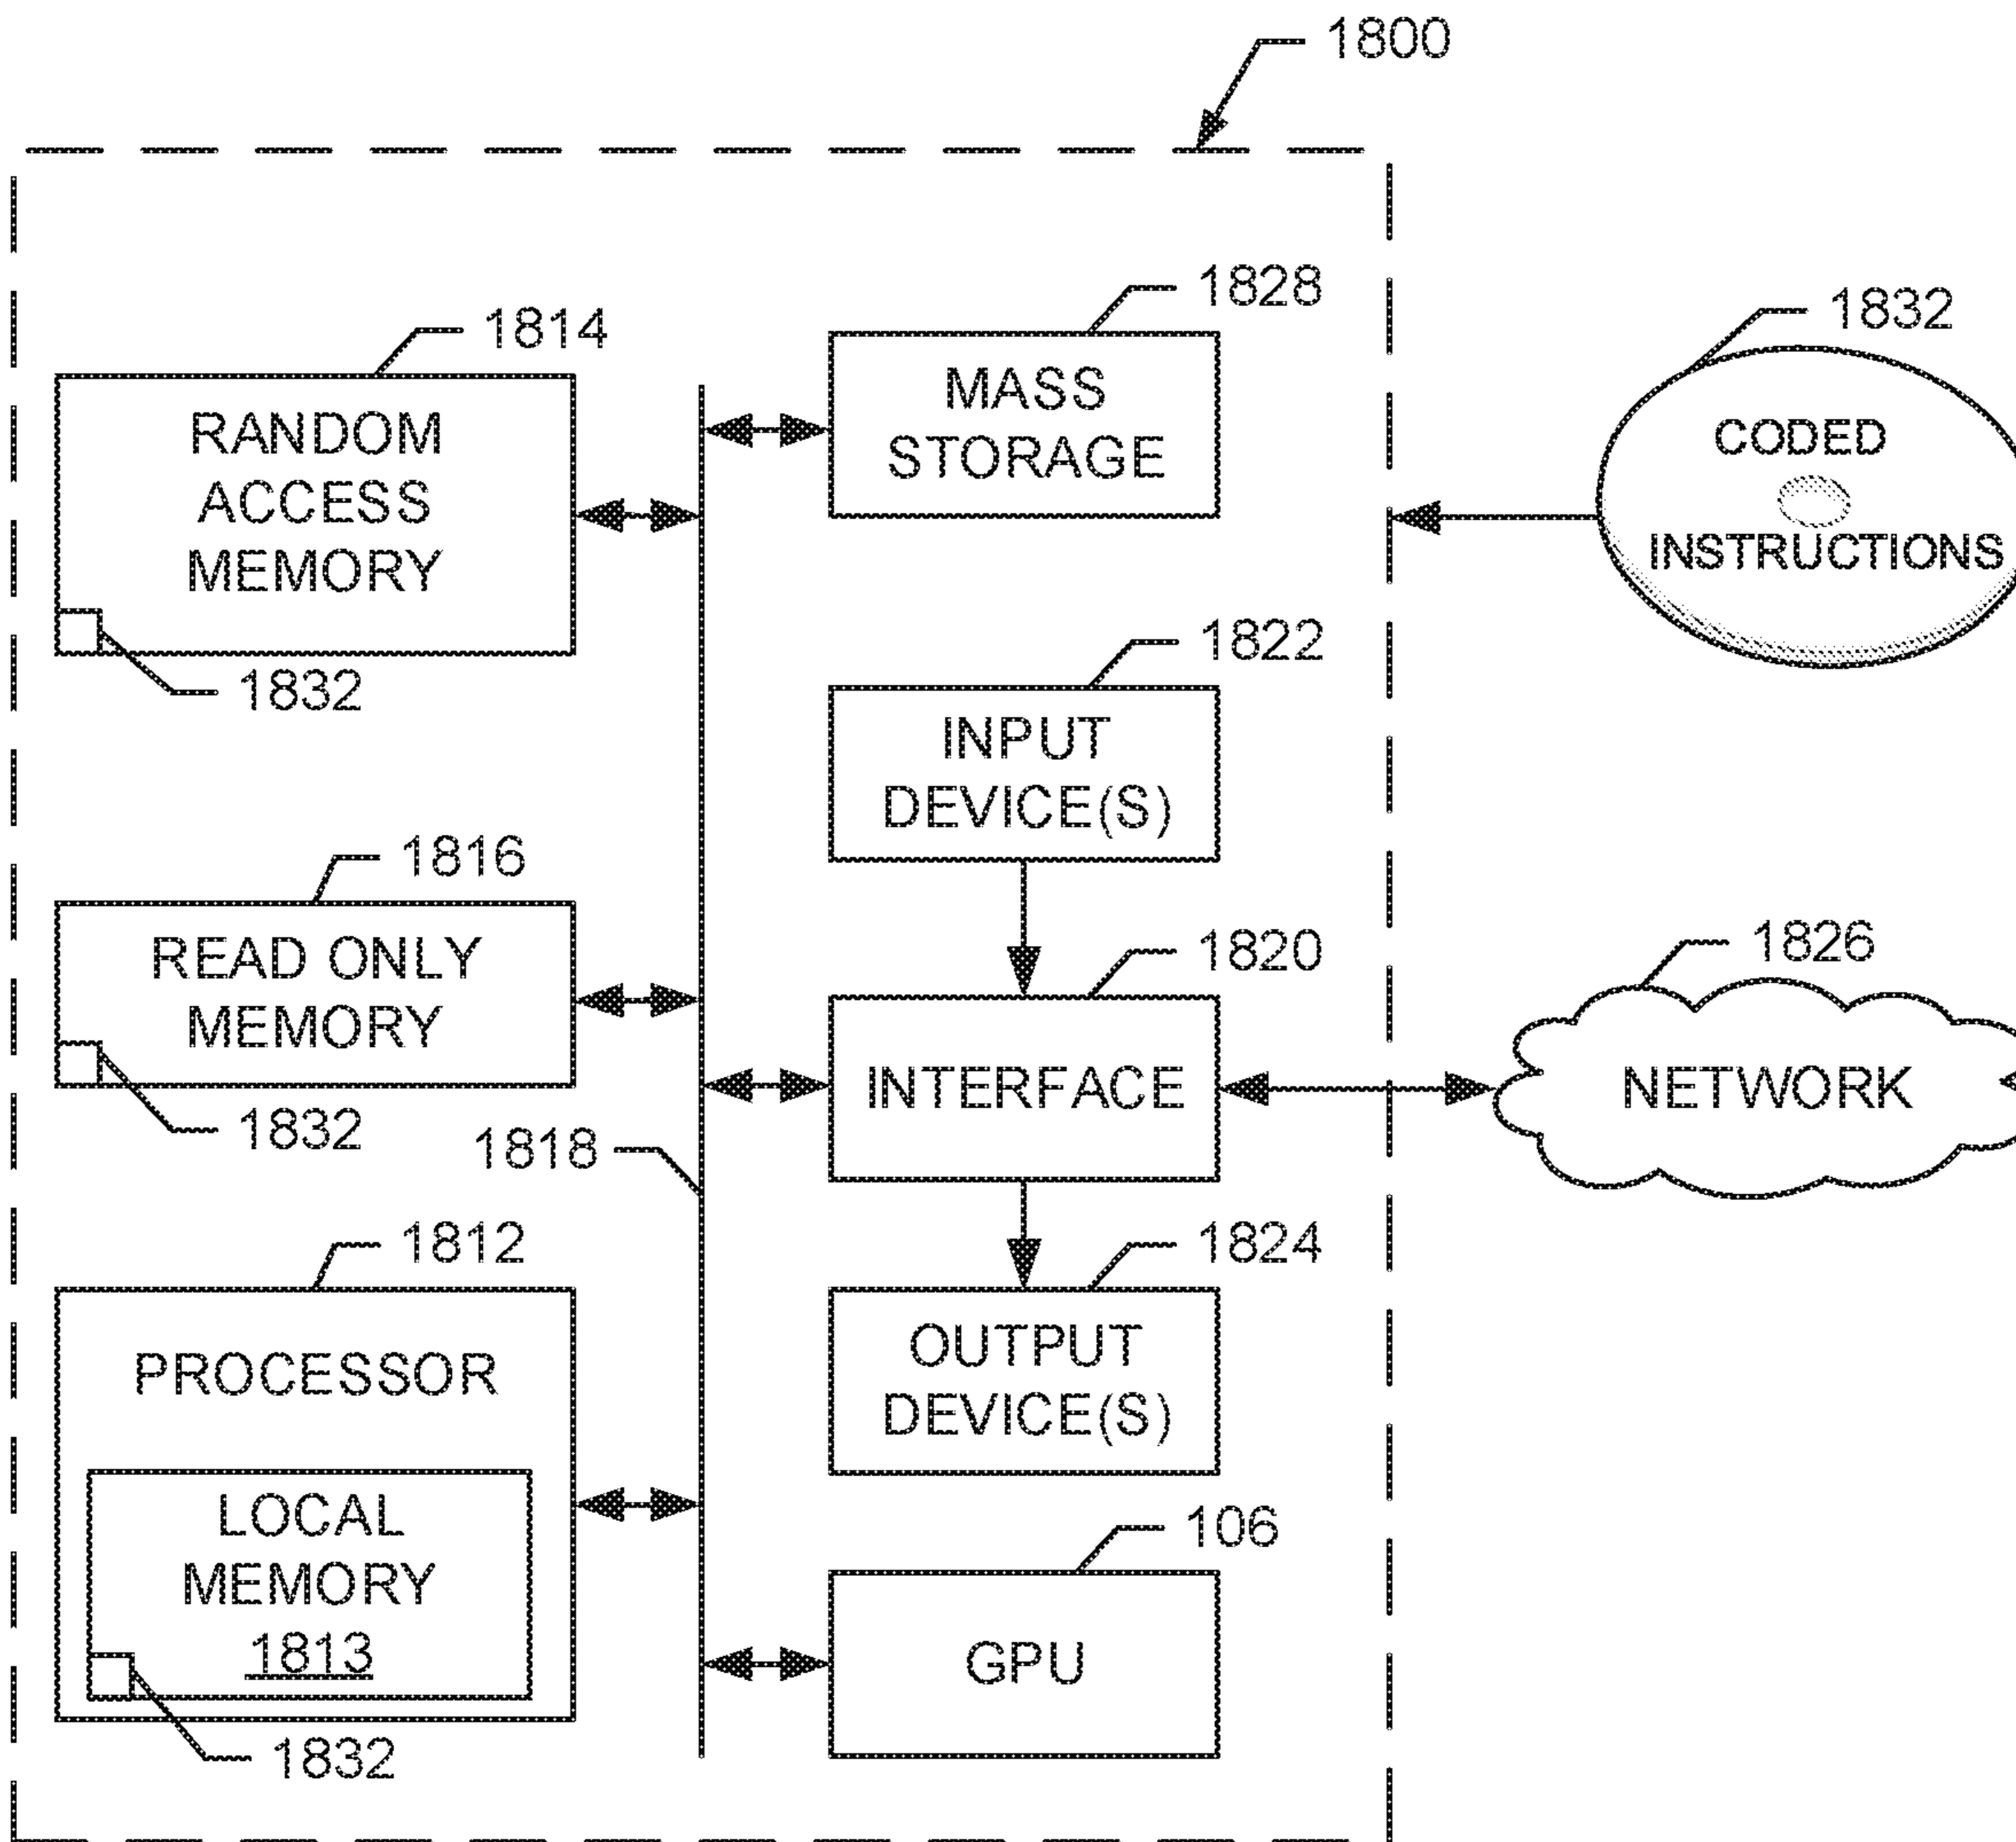 1800
1828
MASS
STORAGE
1814
RANDOM
ACCESS
MEMORY
1832
1832
CODED
INSTRUCTIONS
1822
INPUT
DEVICE(S)
1816
READ ONLY
MEMORY
1832
1820
INTERFACE
1826
NETWORK
1818
1812
PROCESSOR
LOCAL
MEMORY
1813
1832
1824
OUTPUT
DEVICE(S)
106
GPU